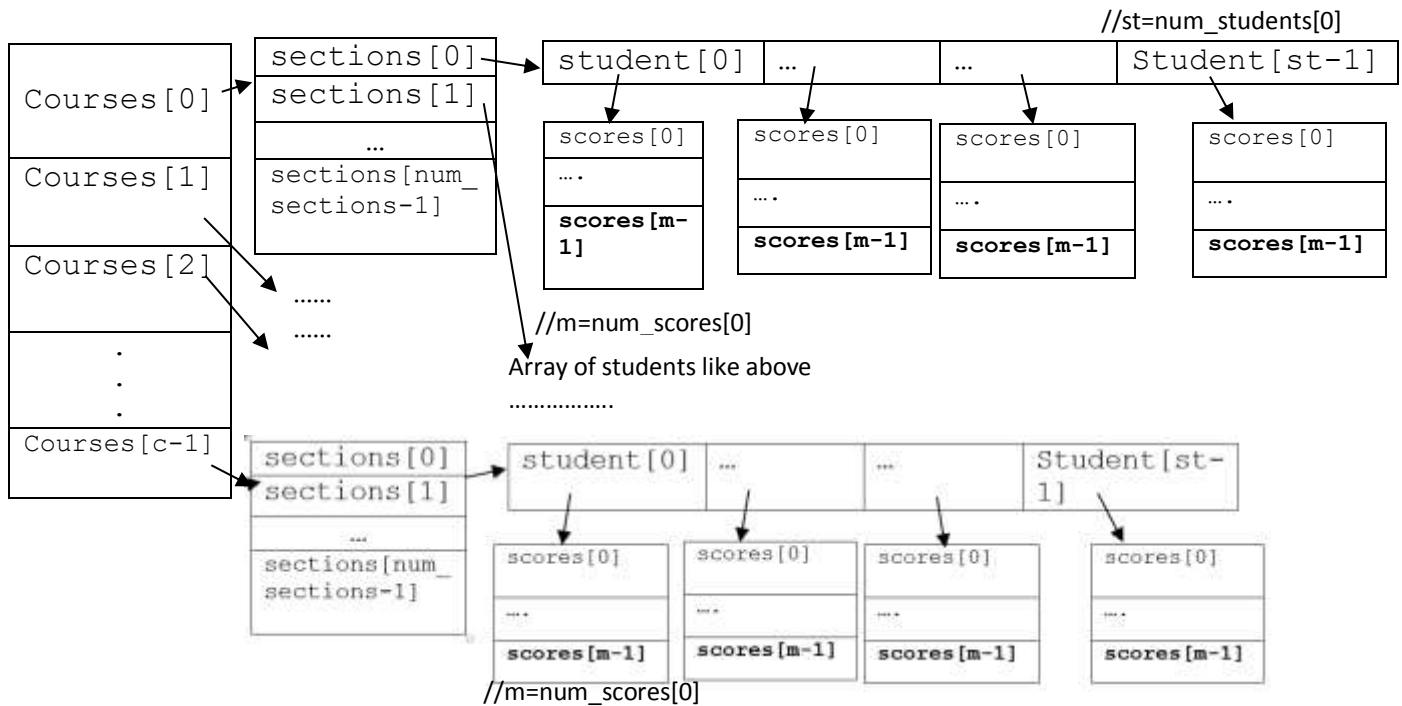 //st=num_students[0]
Courses[0]
Courses[1]
Courses[2]
.
.
.
Courses[c-1]
sections[0]
sections[1]
…
sections[num_
sections-1]
student[0]
…
…
Student[st-1]
scores[0]
….
scores[m-
1]
scores[0]
….
scores[m-1]
scores[0]
….
scores[m-1]
scores[0]
….
scores[m-1]
……
……
//m=num_scores[0]
Array of students like above
……………..
sections[0]
sections[1]
…
sections[num_
sections-1]
student[0]
…
…
Student[st-
1]
scores[0]
….
scores[m-1]
scores[0]
….
scores[m-1]
scores[0]
….
scores[m-1]
scores[0]
….
scores[m-1]
//m=num_scores[0]